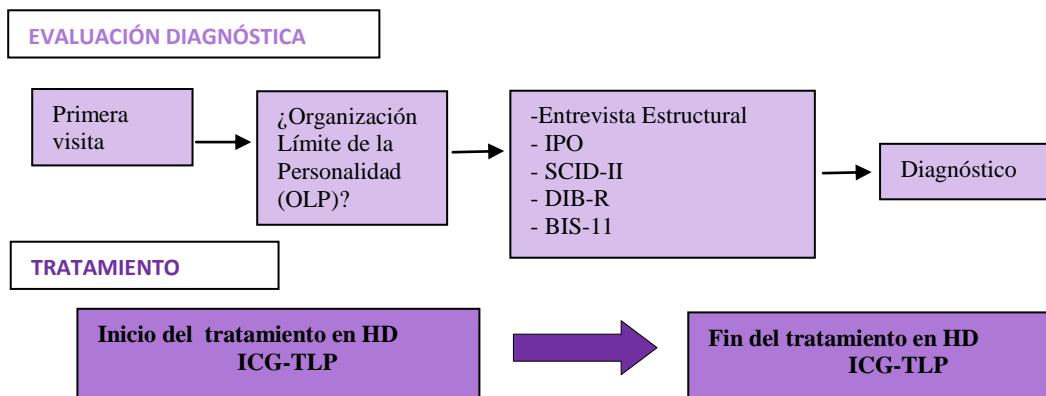 EVALUACIÓN DIAGNÓSTICA
Primera
visita
¿Organización
Límite de la
Personalidad
(OLP)?
-Entrevista Estructural
- IPO
- SCID-II
- DIB-R
- BIS-11
Diagnóstico
TRATAMIENTO
Inicio del tratamiento en HD
ICG-TLP
Fin del tratamiento en HD
ICG-TLP